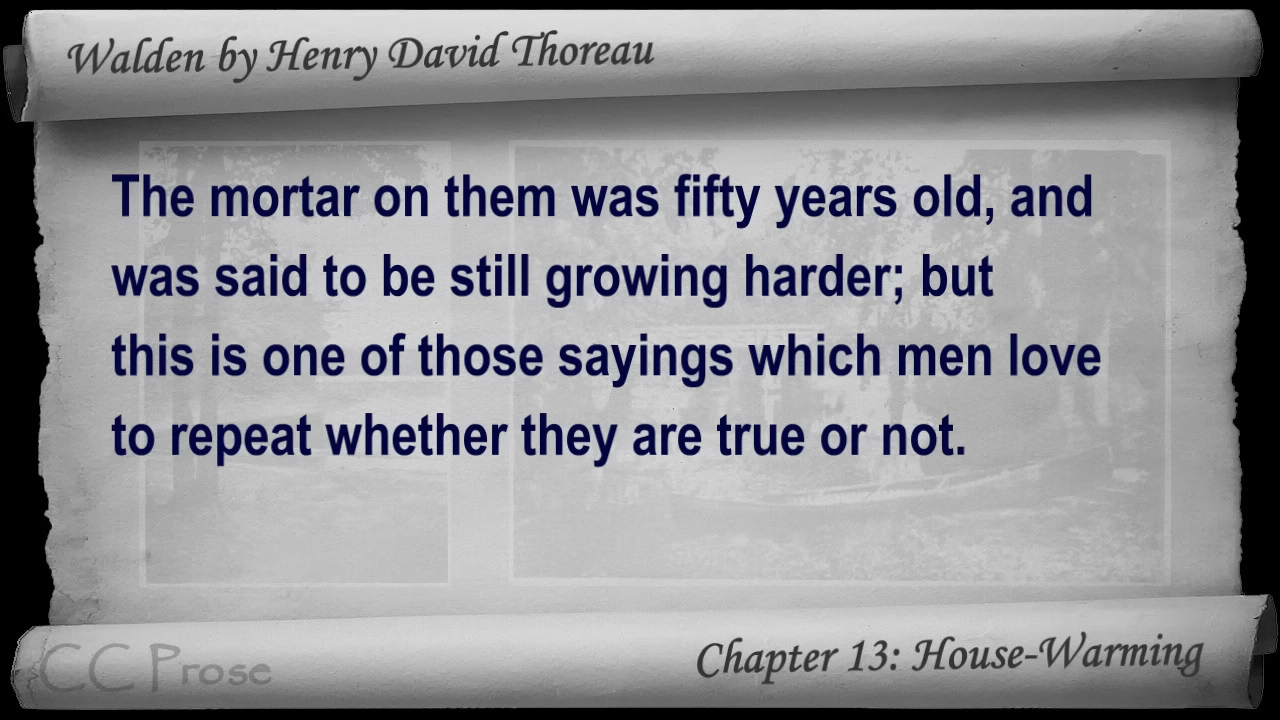 Walden by Henry David Thoreau
The mortar on them was fifty years old, and
was said to be still growing harder; but
this is one of those sayings which men love
to repeat whether they are true or not.
CC Prose
Chapter 13: House-Warming